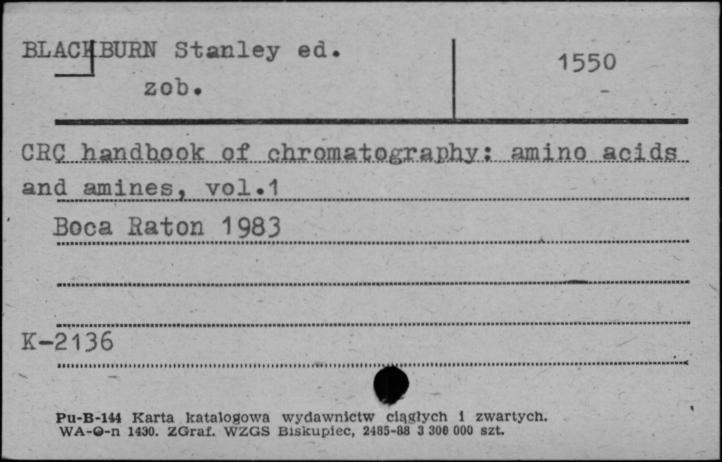 BLACKBURN Stanley ed.
1550
zob.
CRC handbook of chromatography: amino acids
and amines, vol.1
Boca Raton 1983
K-2136
Pu-B-144 Karta katalogowa wydawnictw ciągłych i zwartych.
WA-O-n 1430. ZGraf. WZGS Biskupiec, 2485-88 3 300 000 szt.